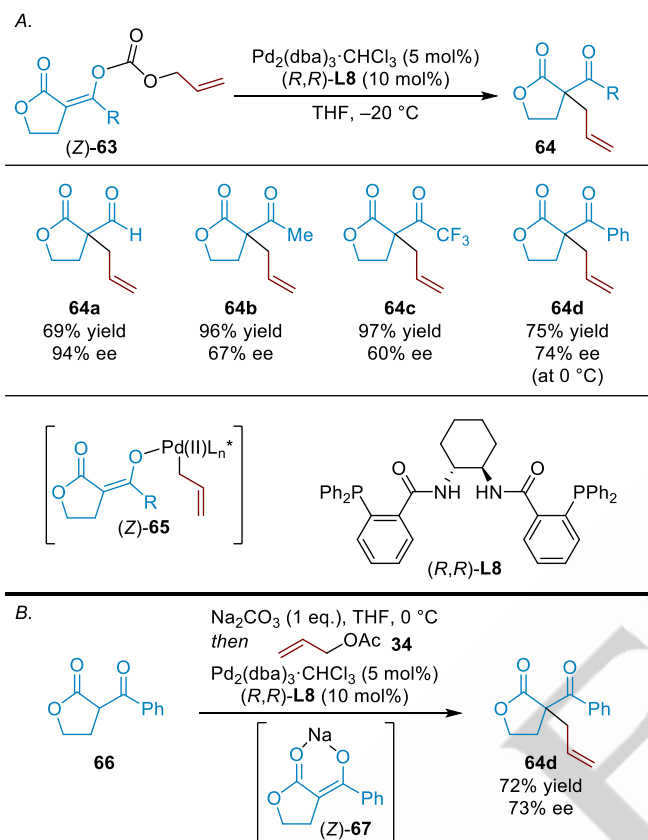 A.
O
O
O
O
O
R
(Z)-63
Pd2(dba)3·CHCl3 (5 mol%)
(R,R)-L8 (10 mol%)
THF, –20 °C
O
O
O
R
64
O
O
O
H
64a
69% yield
94% ee
O
O
O
Me
64b
96% yield
67% ee
O
O
O
CF3
64c
97% yield
60% ee
O
O
O
Ph
64d
75% yield
74% ee
(at 0 °C)
O
O
O
Pd(II)Ln*
R
(Z)-65
Ph2P
O
NH
HN
O
PPh2
(R,R)-L8
B.
O
O
O
Ph
66
Na2CO3 (1 eq.), THF, 0 °C
then
OAc 34
Pd2(dba)3·CHCl3 (5 mol%)
(R,R)-L8 (10 mol%)
Na
O
O
O
Ph
(Z)-67
O
O
O
Ph
64d
72% yield
73% ee